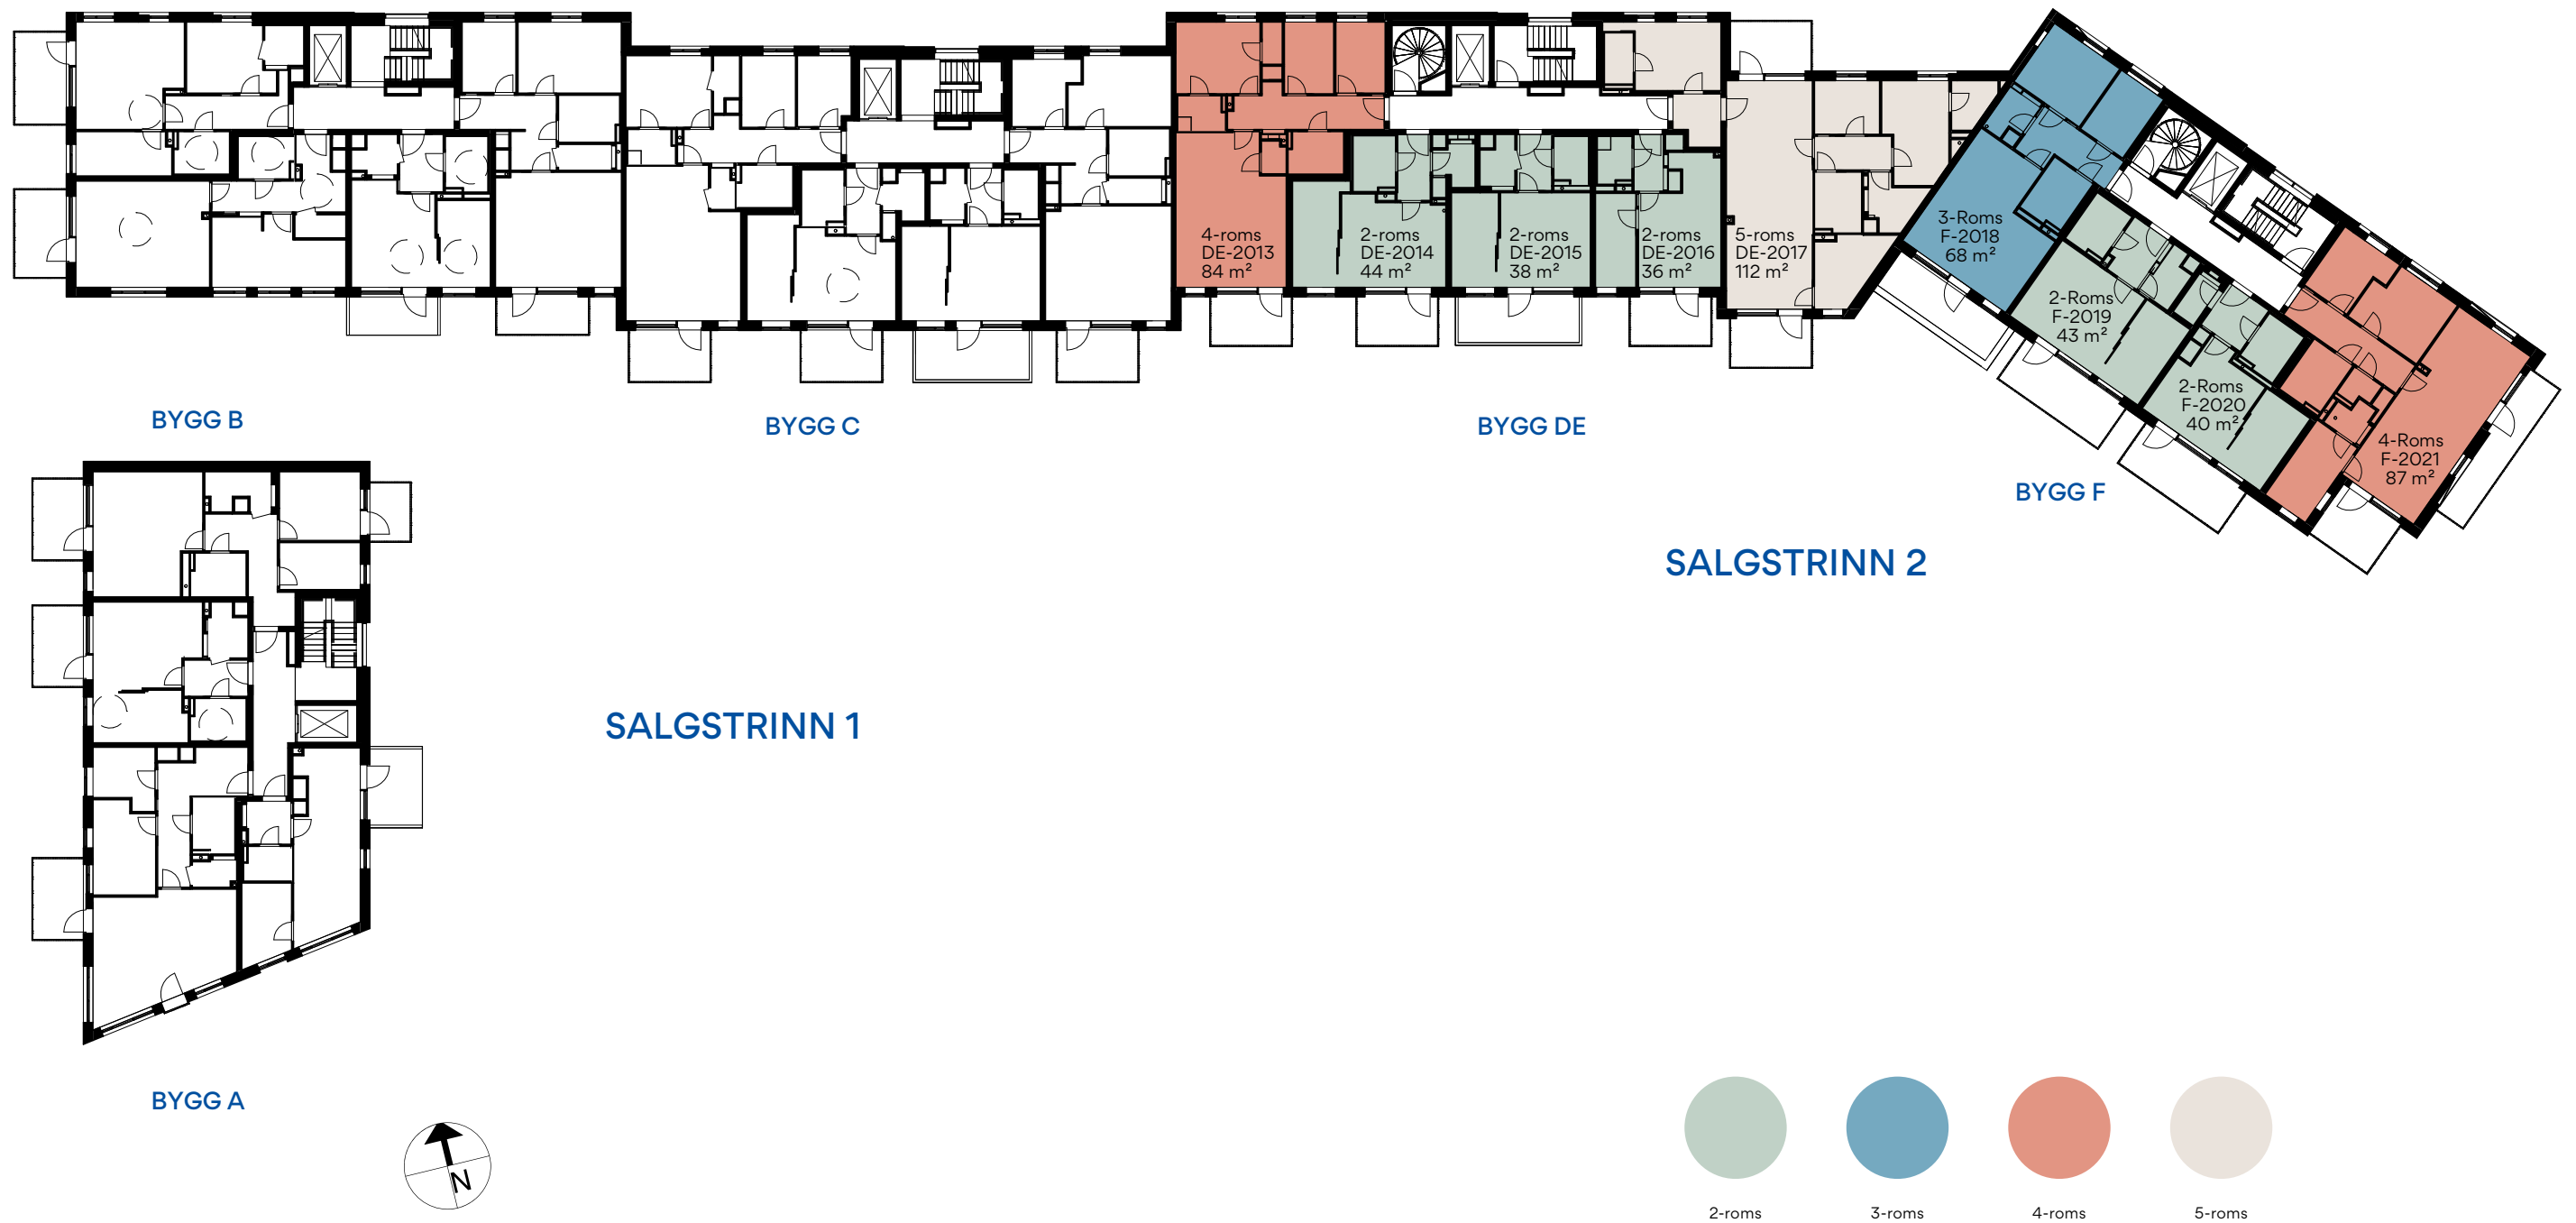 4-roms
DE-2013
84 m²
2-roms
DE-2014
44 m²
2-roms
DE-2015
38 m²
2-roms
DE-2016
36 m²
5-roms
DE-2017
112 m²
3-Roms
F-2018
68 m²
2-Roms
F-2019
43 m²
2-Roms
F-2020
40 m²
4-Roms
F-2021
87 m²
BYGG B
BYGG C
BYGG DE
BYGG F
SALGSTRINN 2
SALGSTRINN 1
BYGG A
N
2-roms
3-roms
4-roms
5-roms